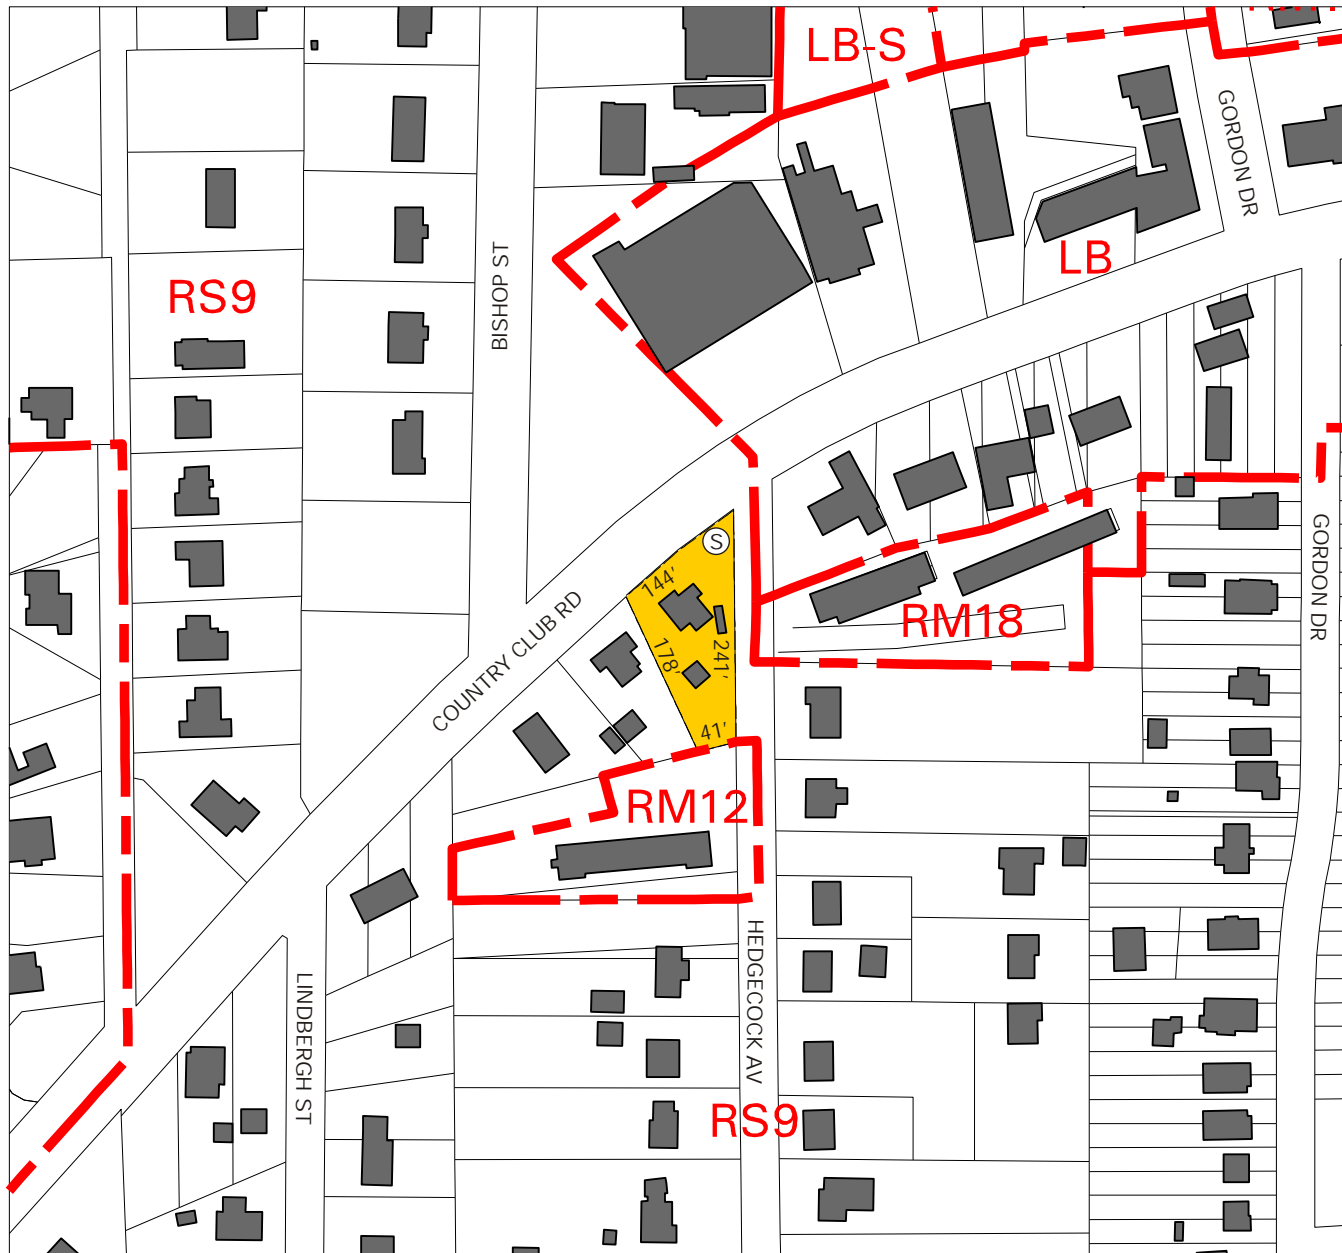 LB-S
GORDON DR
LB
BISHOP ST
RS9
S
144'
GORDON DR
COUNTRY CLUB RD
178'
241'
RM18
41'
RM12
HEDGECOCK AV
LINDBERGH ST
RS9